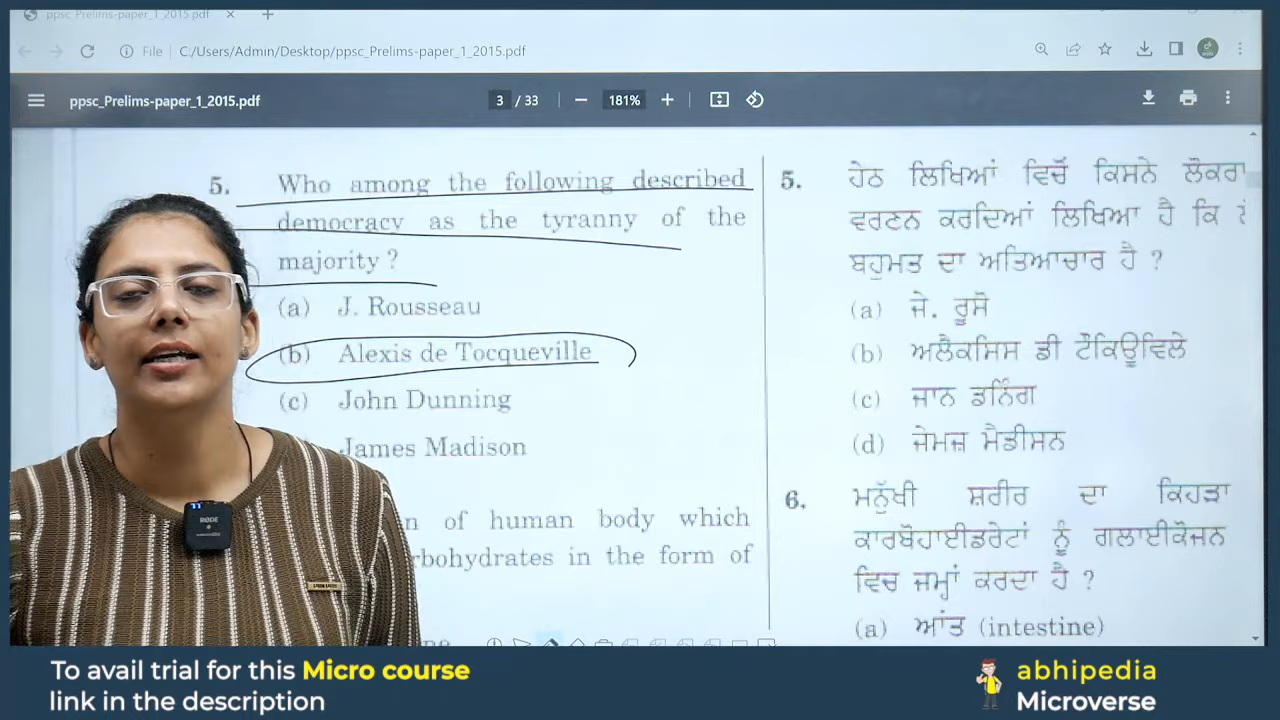 ppsc_Prelims-paper_1_2015.pdf
File
C:/Users/Admin/Desktop/ppsc_Prelims-paper_1_2015.pdf
ppsc_Prelims-paper_1_2015.pdf
3 / 33
181%
5. Who among the following described
democracy as the tyranny of the
majority ?
(a) J. Rousseau
(b) Alexis de Tocqueville
(c) John Dunning
James Madison
of human body which
rbohydrates in the form of
5. ਹੇਠ ਲਿਖਿਆਂ ਵਿਚੋਂ ਕਿਸਨੇ ਲੋਕਰਾ
ਵਰਣਨ ਕਰਦਿਆਂ ਲਿਖਿਆ ਹੈ ਕਿ
ਬਹੁਮਤ ਦਾ ਅਤਿਆਚਾਰ ਹੈ ?
(a) ਜੇ. ਰੂਸੋ
(b) ਅਲੈਕਸਿਸ ਡੀ ਟੌਕਿਊਵਿਲੇ
(c) ਜਾਨ ਡਨਿੰਗ
(d) ਜੇਮਜ਼ ਮੈਡੀਸਨ
6. ਮਨੁੱਖੀ ਸ਼ਰੀਰ ਦਾ ਕਿਹੜਾ
ਕਾਰਬੋਹਾਈਡਰੇਟਾਂ ਨੂੰ ਗਲਾਈਕੋਜਨ
ਵਿਚ ਜਮ੍ਹਾਂ ਕਰਦਾ ਹੈ ?
(a) ਆਂਤ (intestine)
RØDE
To avail trial for this Micro course
link in the description
abhipedia
Microverse